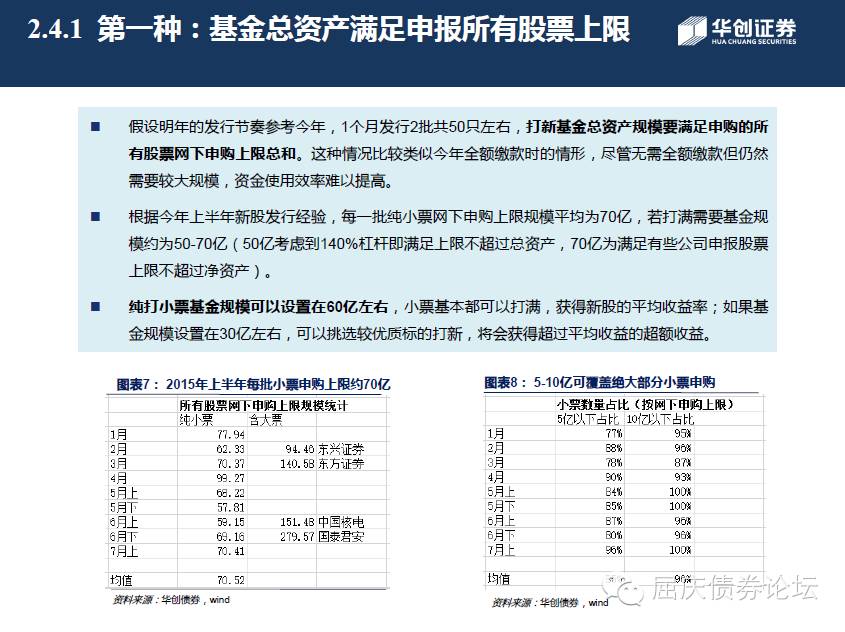 2.4.1 第一种：基金总资产满足申报所有股票上限
华创证券
HUA CHUANG SECURITIES
■ 假设明年的发行节奏参考今年，1个月发行2批共50只左右，打新基金总资产规模要满足申购的所
有股票网下申购上限总和。这种情况比较类似今年全额缴款时的情形，尽管无需全额缴款但仍然
需要较大规模，资金使用效率难以提高。
■ 根据今年上半年新股发行经验，每一批纯小票网下申购上限规模平均为70亿，若打满需要基金规
模约为50-70亿（50亿考虑到140%杠杆即满足上限不超过总资产，70亿为满足有些公司申报股票
上限不超过净资产）。
■ 纯打小票基金规模可以设置在60亿左右，小票基本都可以打满，获得新股的平均收益率；如果基
金规模设置在30亿左右，可以挑选较优质标的打新，将会获得超过平均收益的超额收益。
图表7： 2015年上半年每批小票申购上限约70亿
所有股票网下申购上限规模统计
纯小票 含大票
1月 77.94
2月 62.33 94.46 东兴证券
3月 70.37 140.58 东方证券
4月 99.27
5月上 68.22
5月下 57.81
6月上 59.15 151.48 中国核电
6月下 69.16 279.57 国泰君安
7月上 70.41
均值 70.52
资料来源：华创债券，wind
图表8： 5-10亿可覆盖绝大部分小票申购
小票数量占比（按网下申购上限）
5亿以下占比 10亿以下占比
1月 77% 95%
2月 88% 96%
3月 78% 87%
4月 90% 93%
5月上 84% 100%
5月下 85% 100%
6月上 87% 96%
6月下 80% 96%
7月上 96% 100%
均值 96%
资料来源：华创债券，wind
屈庆债券论坛